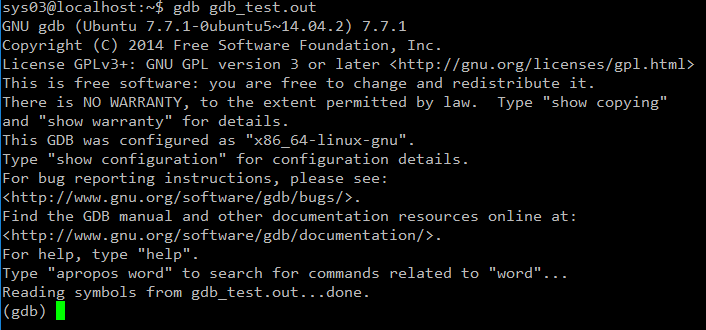 sys03@localhost:~$ gdb gdb_test.out
GNU gdb (Ubuntu 7.7.1-0ubuntu5~14.04.2) 7.7.1
Copyright (C) 2014 Free Software Foundation, Inc.
License GPLv3+: GNU GPL version 3 or later <http://gnu.org/licenses/gpl.html>
This is free software: you are free to change and redistribute it.
There is NO WARRANTY, to the extent permitted by law.  Type "show copying"
and "show warranty" for details.
This GDB was configured as "x86_64-linux-gnu".
Type "show configuration" for configuration details.
For bug reporting instructions, please see:
<http://www.gnu.org/software/gdb/bugs/>.
Find the GDB manual and other documentation resources online at:
<http://www.gnu.org/software/gdb/documentation/>.
For help, type "help".
Type "apropos word" to search for commands related to "word"...
Reading symbols from gdb_test.out...done.
(gdb)